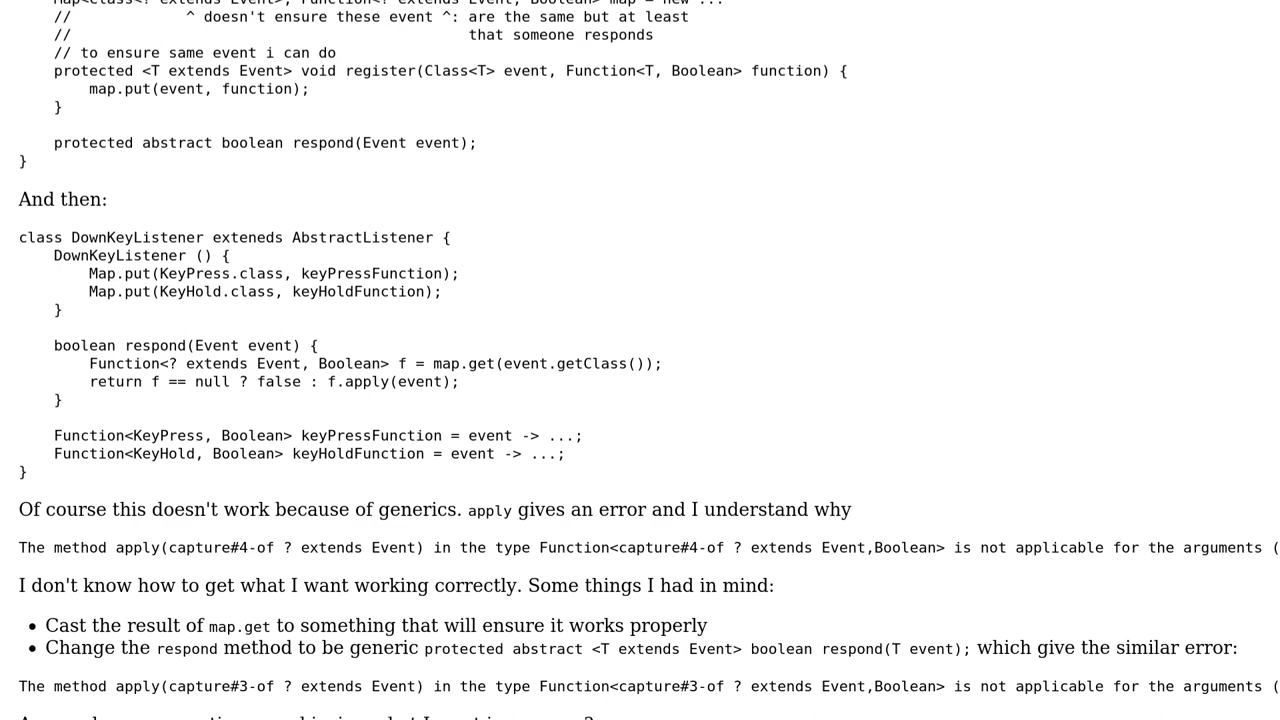 Map<class<? extends Event>, Function<? extends Event, Boolean> map = new ...
//             ^ doesn't ensure these event ^: are the same but at least
//                                             that someone responds
// to ensure same event i can do
protected <T extends Event> void register(Class<T> event, Function<T, Boolean> function) {
map.put(event, function);
}
protected abstract boolean respond(Event event);
}
And then:
class DownKeyListener exteneds AbstractListener {
DownKeyListener () {
Map.put(KeyPress.class, keyPressFunction);
Map.put(KeyHold.class, keyHoldFunction);
}
boolean respond(Event event) {
Function<? extends Event, Boolean> f = map.get(event.getClass());
return f == null ? false : f.apply(event);
}
Function<KeyPress, Boolean> keyPressFunction = event -> ...;
Function<KeyHold, Boolean> keyHoldFunction = event -> ...;
}
Of course this doesn't work because of generics. apply gives an error and I understand why
The method apply(capture#4-of ? extends Event) in the type Function<capture#4-of ? extends Event,Boolean> is not applicable for the arguments (
I don't know how to get what I want working correctly. Some things I had in mind:
• Cast the result of map.get to something that will ensure it works properly
• Change the respond method to be generic protected abstract <T extends Event> boolean respond(T event); which give the similar error:
The method apply(capture#3-of ? extends Event) in the type Function<capture#3-of ? extends Event,Boolean> is not applicable for the arguments (